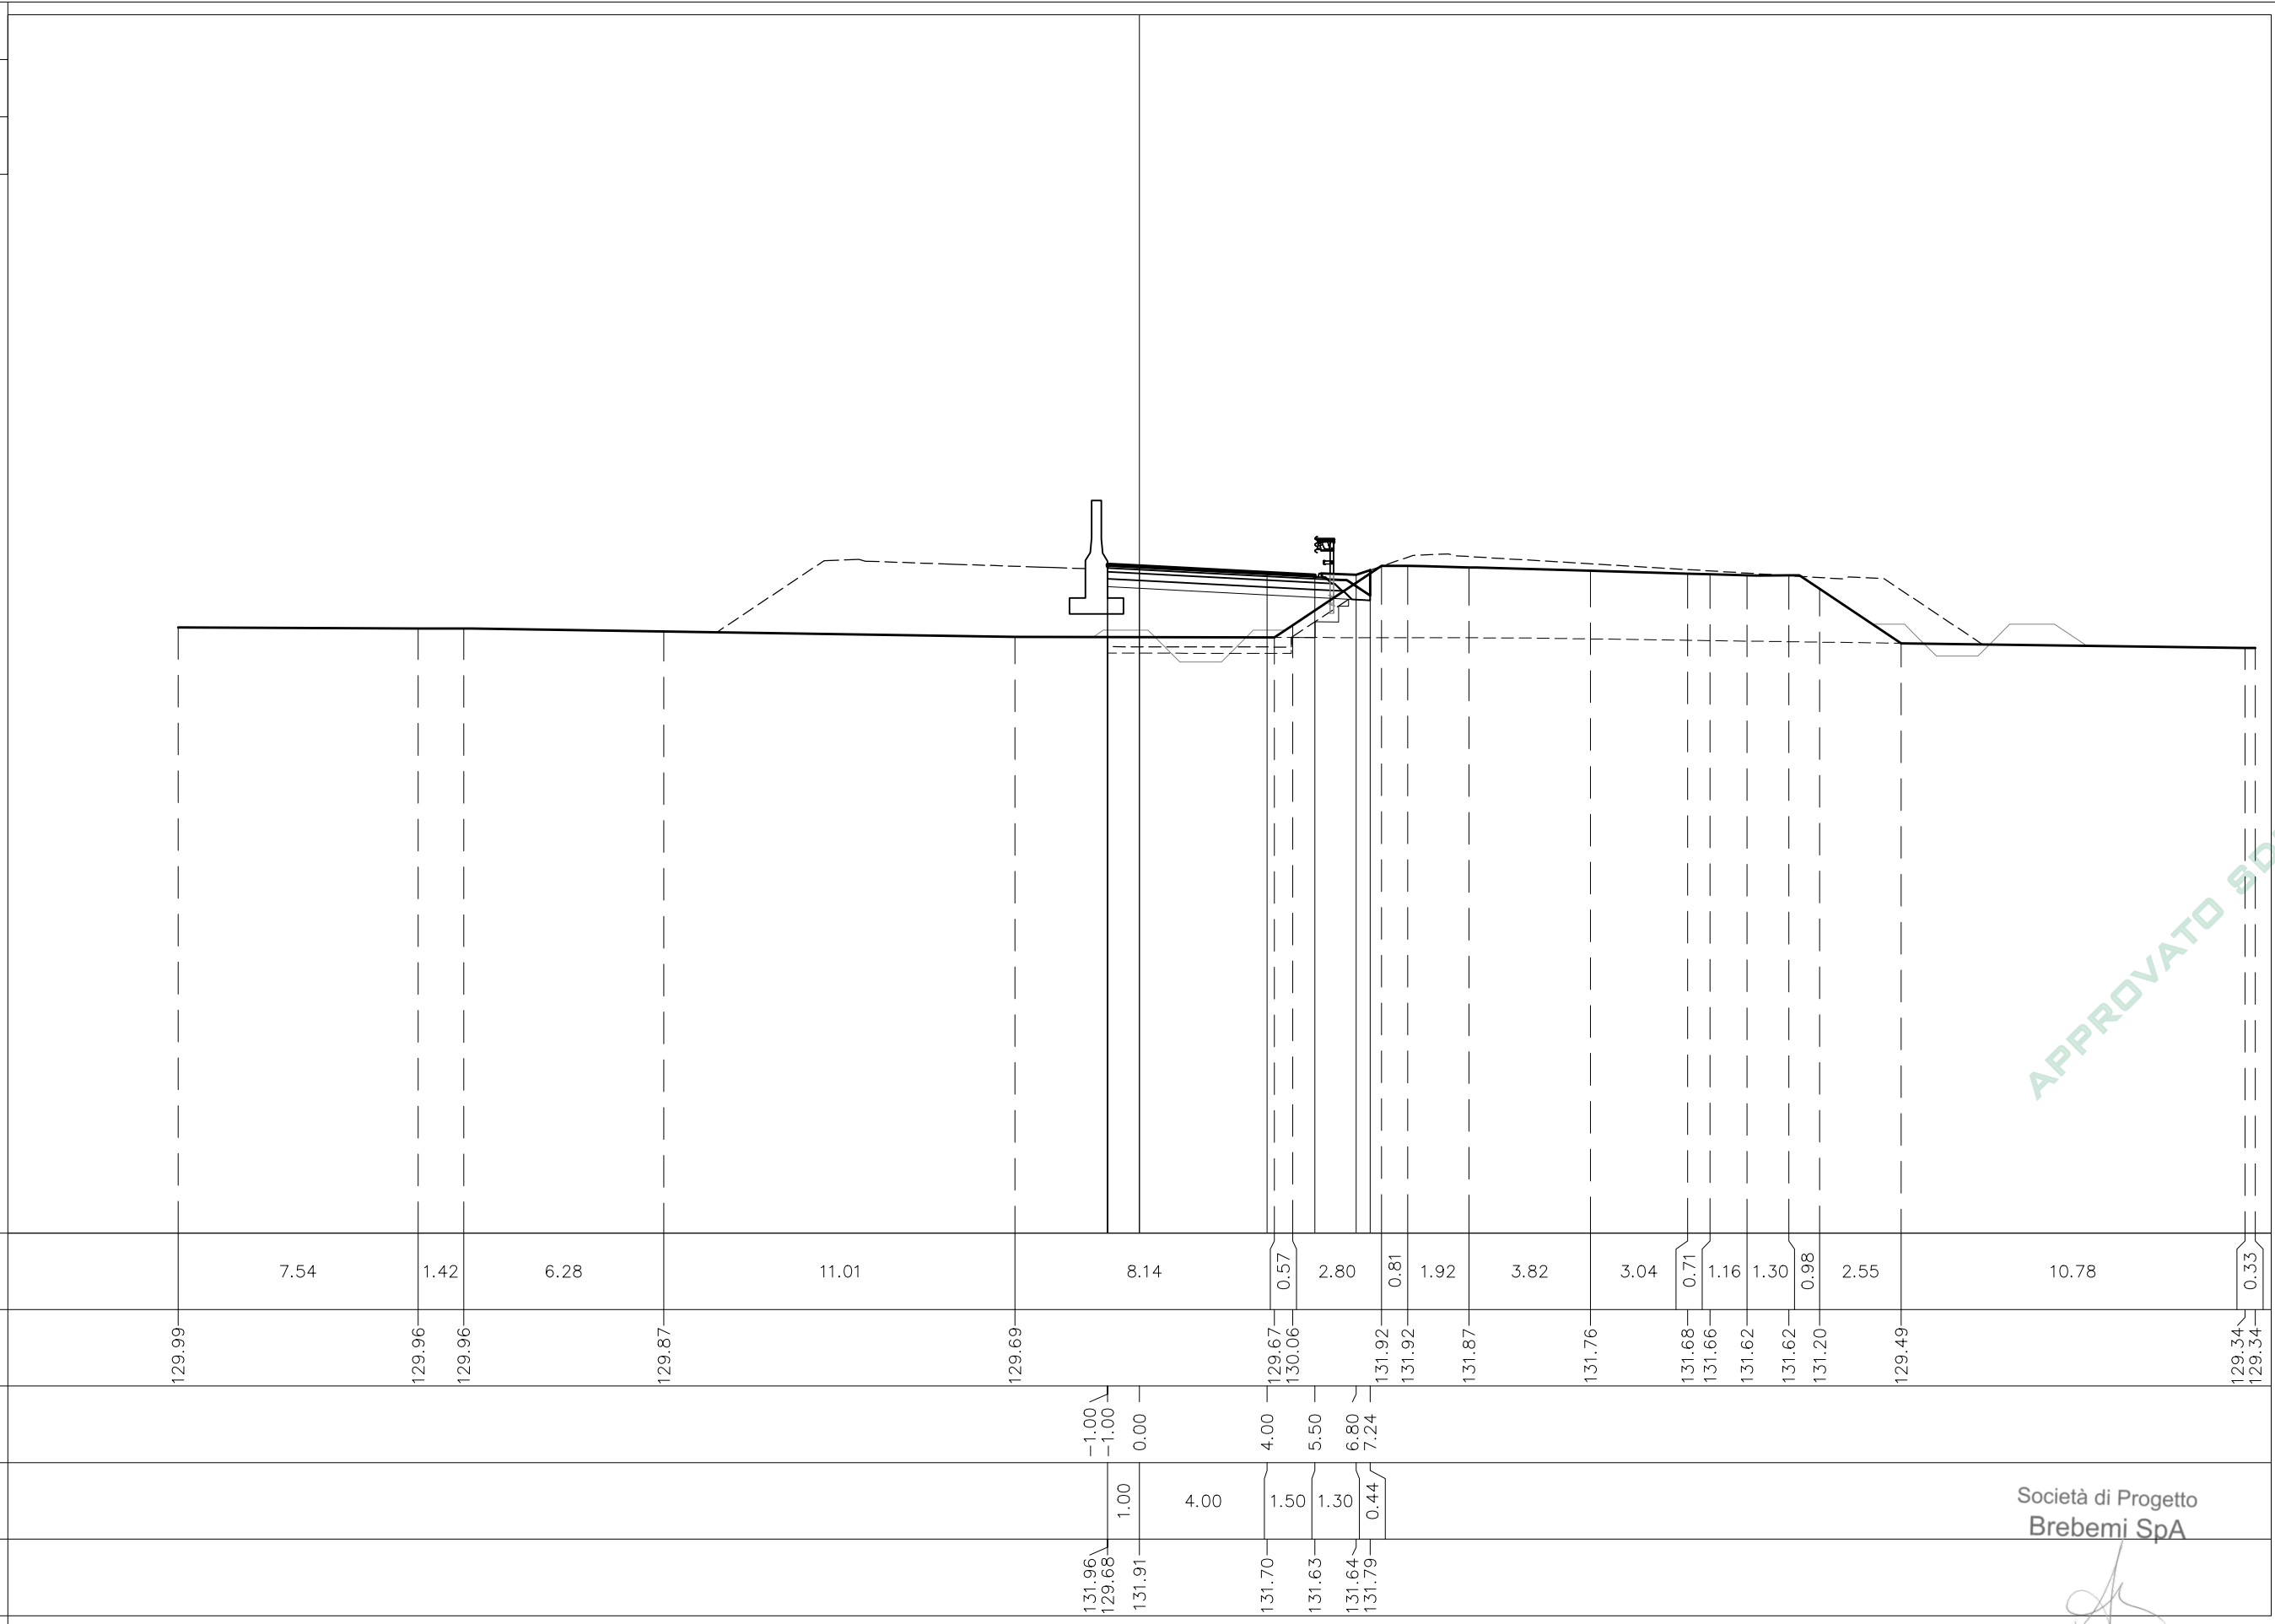 APPROVATO
7.54 1.42 6.28 11.01 8.14 0.57 2.80 0.81 1.92 3.82 3.04 0.71 1.16 1.30 0.98 2.55 10.78 0.33
129.99 129.96 129.96 129.87 129.69 129.67 130.06 131.92 131.92 131.87 131.76 131.68 131.66 131.62 131.62 131.20 129.49 129.34 129.34
-1.00 -1.00 0.00 4.00 5.50 6.80 7.24
1.00 4.00 1.50 1.30 0.44
131.96 129.68 131.91 131.70 131.63 131.64 131.79
Società di Progetto
Brebemi SpA